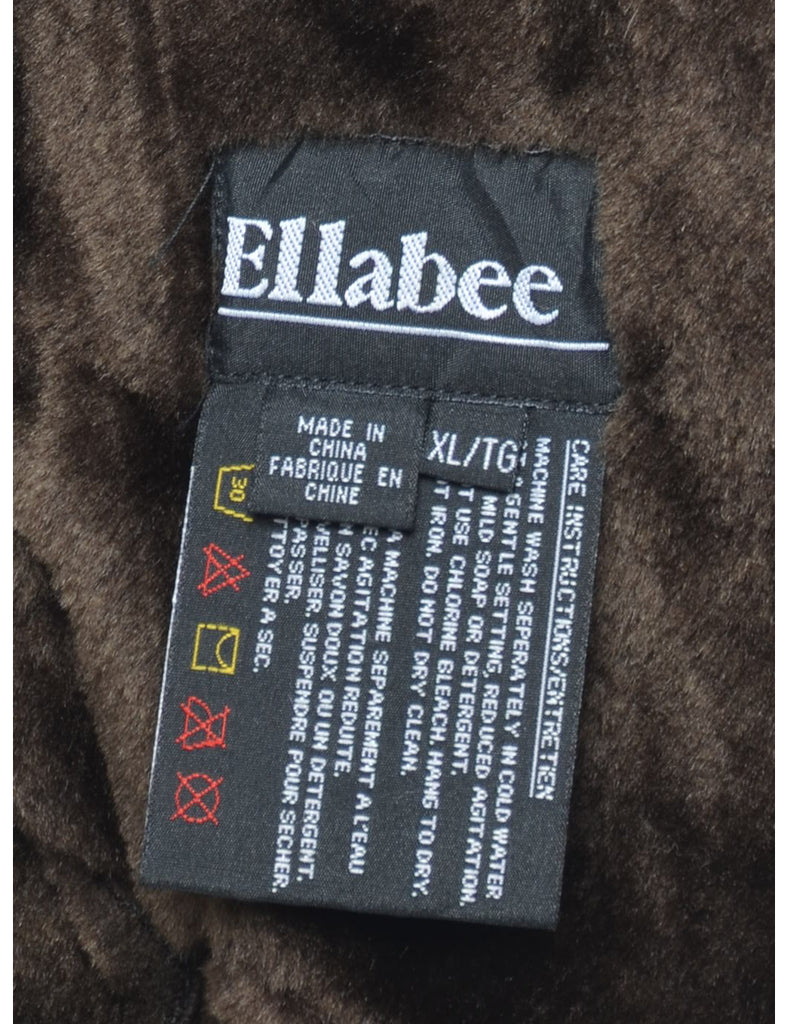 Ellabee
MADE IN
CHINA
FABRIQUE EN
CHINE
XL/TG
CARE INSTRUCTIONS/ENTRETIEN
MACHINE WASH SEPERATELY IN COLD WATER
GENTLE SETTING, REDUCED AGITATION.
MILD SOAP OR DETERGENT.
USE CHLORINE BLEACH. HANG TO DRY.
IRON. DO NOT DRY CLEAN.
A MACHINE SEPAREMENT A L'EAU
AGITATION REDUITE.
SAVON DOUX, OU UN DETERGENT.
SUSPENDRE POUR SECHER.
A SEC.
30